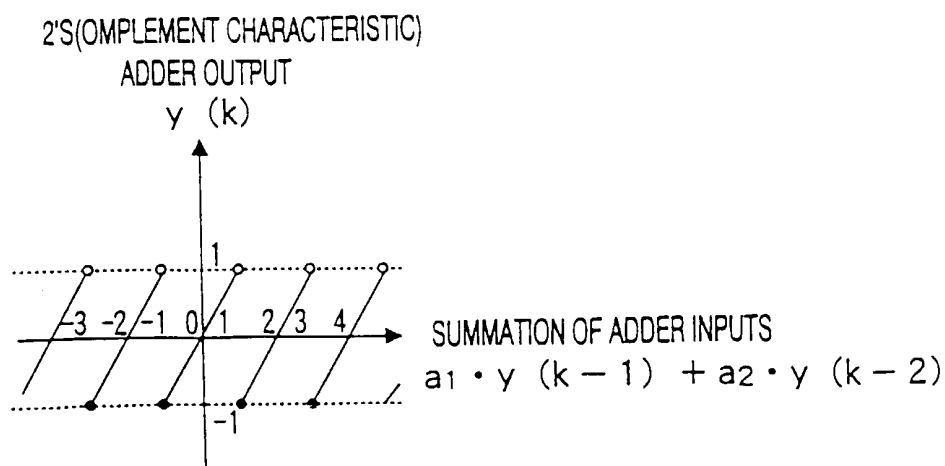 2'S(OMPLEMENT CHARACTERISTIC)
ADDER OUTPUT
y (k)
1
-3 -2 -1 0 1 2 3 4
SUMMATION OF ADDER INPUTS
a1 · y (k - 1) + a2 · y (k - 2)
-1